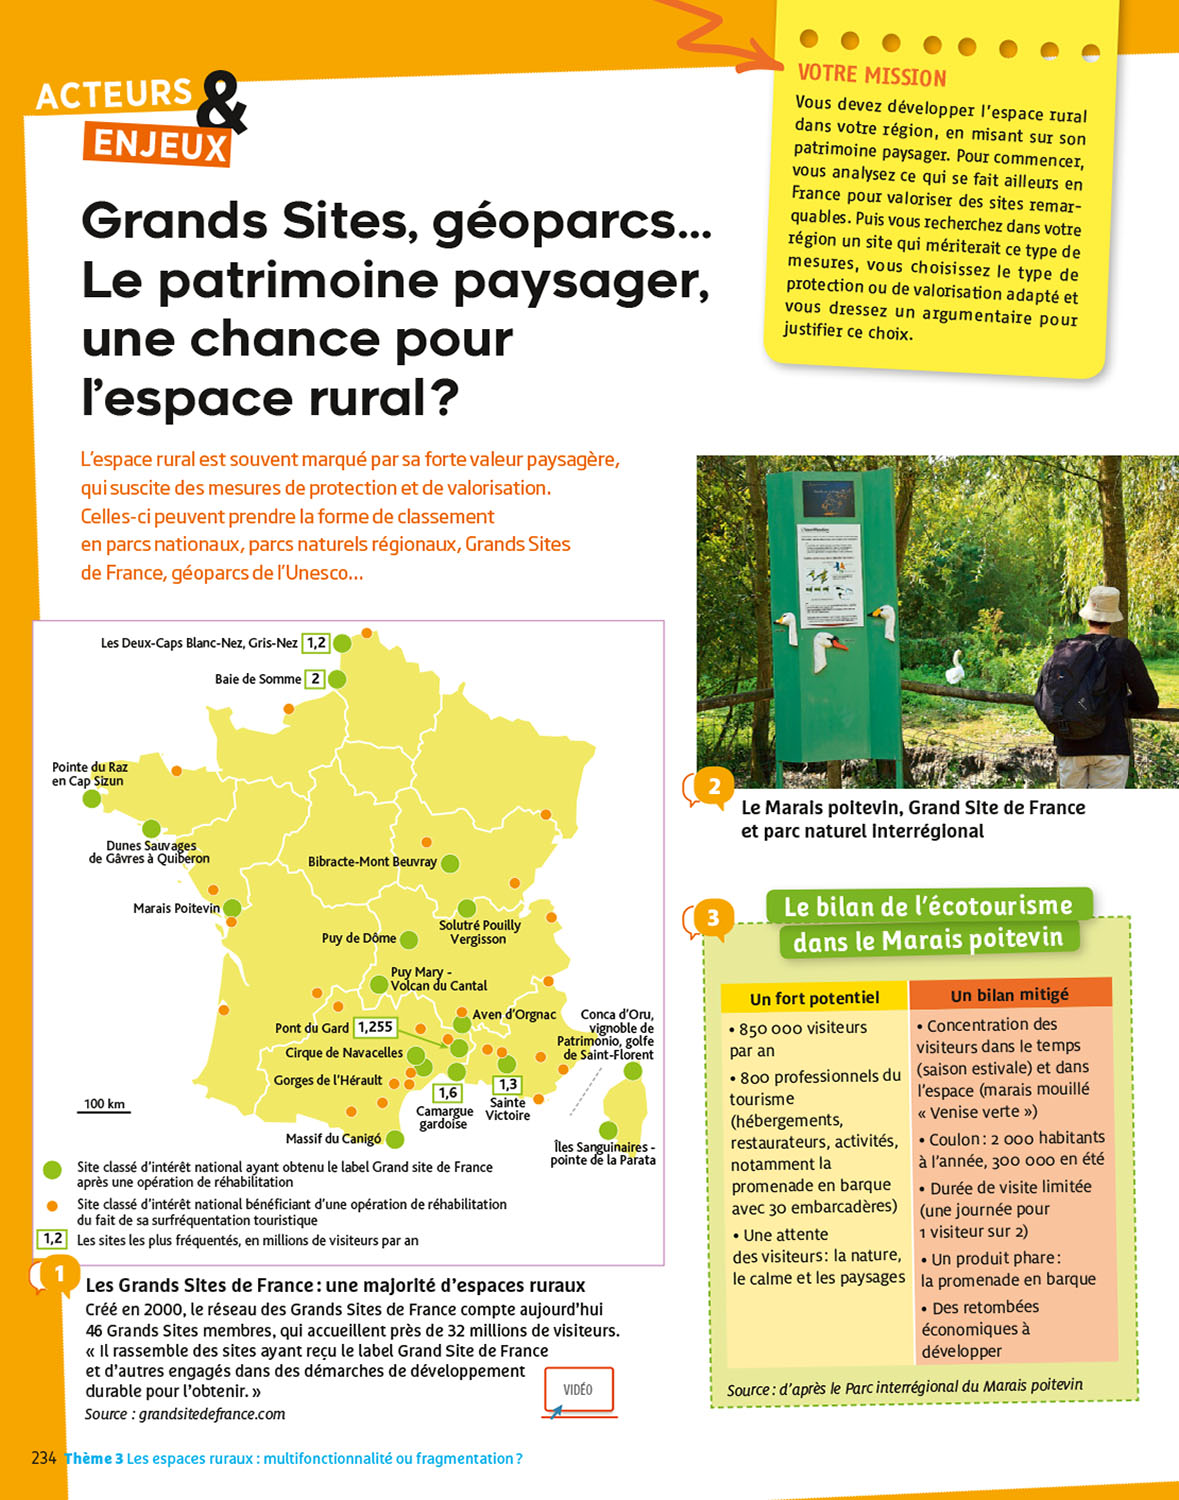 ACTEURS &
ENJEUX
VOTRE MISSION
Vous devez développer l'espace rural
dans votre région, en misant sur son
patrimoine paysager. Pour commencer,
vous analysez ce qui se fait ailleurs en
France pour valoriser des sites remar-
quables. Puis vous recherchez dans votre
région un site qui mériterait ce type de
mesures, vous choisissez le type de
protection ou de valorisation adapté et
vous dressez un argumentaire pour
justifier ce choix.
Grands Sites, géoparcs...
Le patrimoine paysager,
une chance pour
l'espace rural ?
L'espace rural est souvent marqué par sa forte valeur paysagère,
qui suscite des mesures de protection et de valorisation.
Celles-ci peuvent prendre la forme de classement
en parcs nationaux, parcs naturels régionaux, Grands Sites
de France, géoparcs de l'Unesco...
Les Deux-Caps Blanc-Nez, Gris-Nez 1,2
Baie de Somme 2
Pointe du Raz
en Cap Sizun
Dunes Sauvages
de Gâvres à Quiberon
Bibracte-Mont Beuvray
Marais Poitevin
Solutré Pouilly
Vergisson
Puy de Dôme
Puy Mary -
Volcan du Cantal
Aven d'Orgnac
Pont du Gard 1,255
Conca d'Oru,
vignoble de
Patrimonio, golfe
de Saint-Florent
Cirque de Navacelles
Gorges de l'Hérault
1,6
Camargue
gardoise
1,3
Sainte
Victoire
100 km
Massif du Canigó
Îles Sanguinaires -
pointe de la Parata
Site classé d'intérêt national ayant obtenu le label Grand site de France
après une opération de réhabilitation
Site classé d'intérêt national bénéficiant d'une opération de réhabilitation
du fait de sa surfréquentation touristique
1,2 Les sites les plus fréquentés, en millions de visiteurs par an
1
Les Grands Sites de France : une majorité d'espaces ruraux
Créé en 2000, le réseau des Grands Sites de France compte aujourd'hui
46 Grands Sites membres, qui accueillent près de 32 millions de visiteurs.
« Il rassemble des sites ayant reçu le label Grand Site de France
et d'autres engagés dans des démarches de développement
durable pour l'obtenir. »
Source : grandsitedefrance.com
VIDÉO
2
Le Marais poitevin, Grand Site de France
et parc naturel interrégional
3
Le bilan de l'écotourisme
dans le Marais poitevin
Un fort potentiel
• 850 000 visiteurs
par an
• 800 professionnels du
tourisme
(hébergements,
restaurateurs, activités,
notamment la
promenade en barque
avec 30 embarcadères)
• Une attente
des visiteurs : la nature,
le calme et les paysages
Un bilan mitigé
• Concentration des
visiteurs dans le temps
(saison estivale) et dans
l'espace (marais mouillé
« Venise verte »)
• Coulon : 2 000 habitants
à l'année, 300 000 en été
• Durée de visite limitée
(une journée pour
1 visiteur sur 2)
• Un produit phare :
la promenade en barque
• Des retombées
économiques à
développer
Source : d'après le Parc interrégional du Marais poitevin
234 Thème 3 Les espaces ruraux : multifonctionnalité ou fragmentation ?